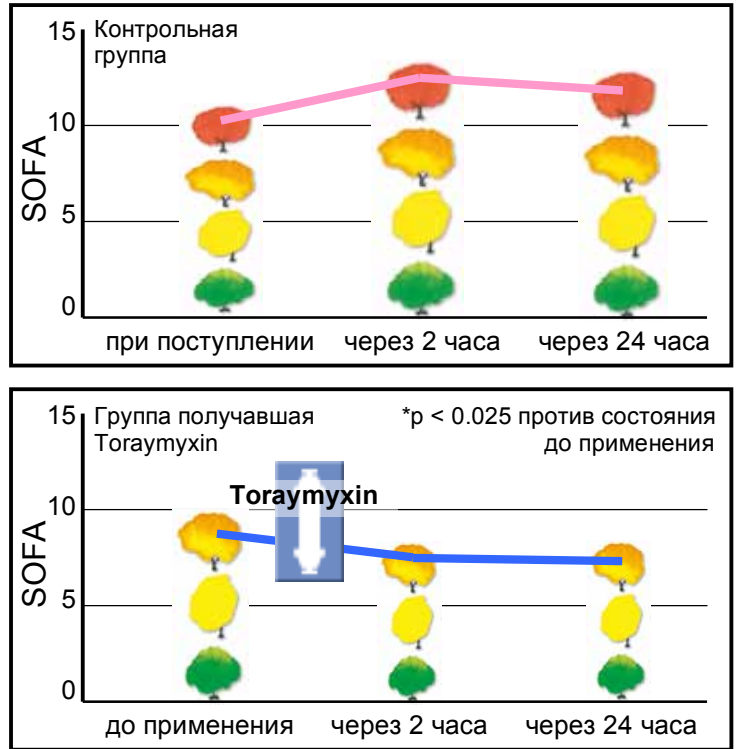 15
Контрольная
группа
10
SOFA
5
0
при поступлении
через 2 часа
через 24 часа
15
Группа получавшая
Toraymyxin
*p < 0.025 против состояния
до применения
Toraymyxin
10
SOFA
5
0
до применения
через 2 часа
через 24 часа